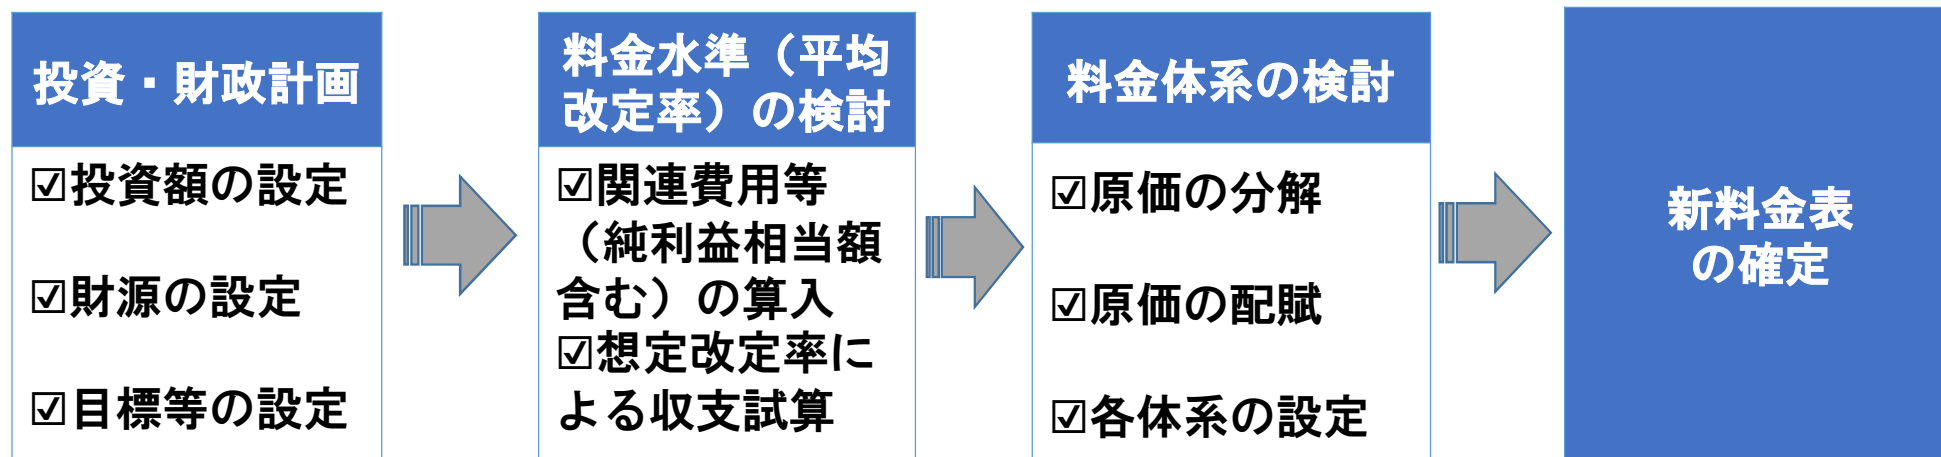 投資・財政計画
☑投資額の設定
☑財源の設定
☑目標等の設定
料金水準（平均
改定率）の検討
☑関連費用等
（純利益相当額
含む）の算入
☑想定改定率に
よる収支試算
料金体系の検討
☑原価の分解
☑原価の配賦
☑各体系の設定
新料金表
の確定